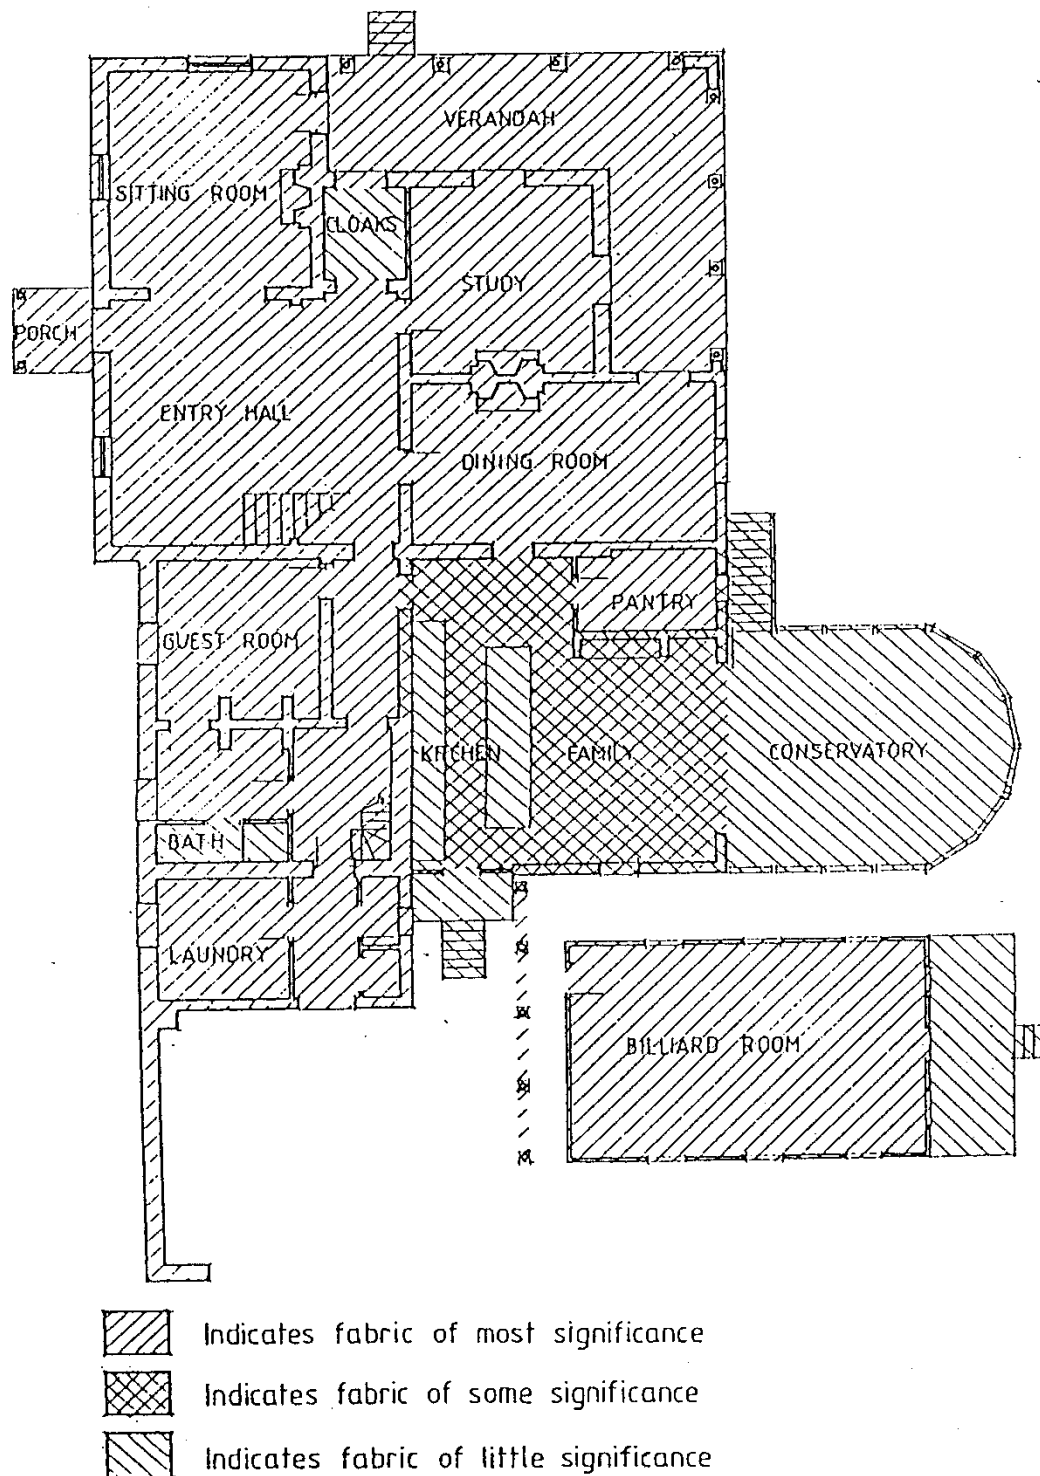 VERANDAH
SITTING ROOM
CLOAKS
STUDY
PORCH
ENTRY HALL
DINING ROOM
PANTRY
GUEST ROOM
KITCHEN
FAMILY
CONSERVATORY
BATH
LAUNDRY
BILLIARD ROOM
Indicates fabric of most significance
Indicates fabric of some significance
Indicates fabric of little significance